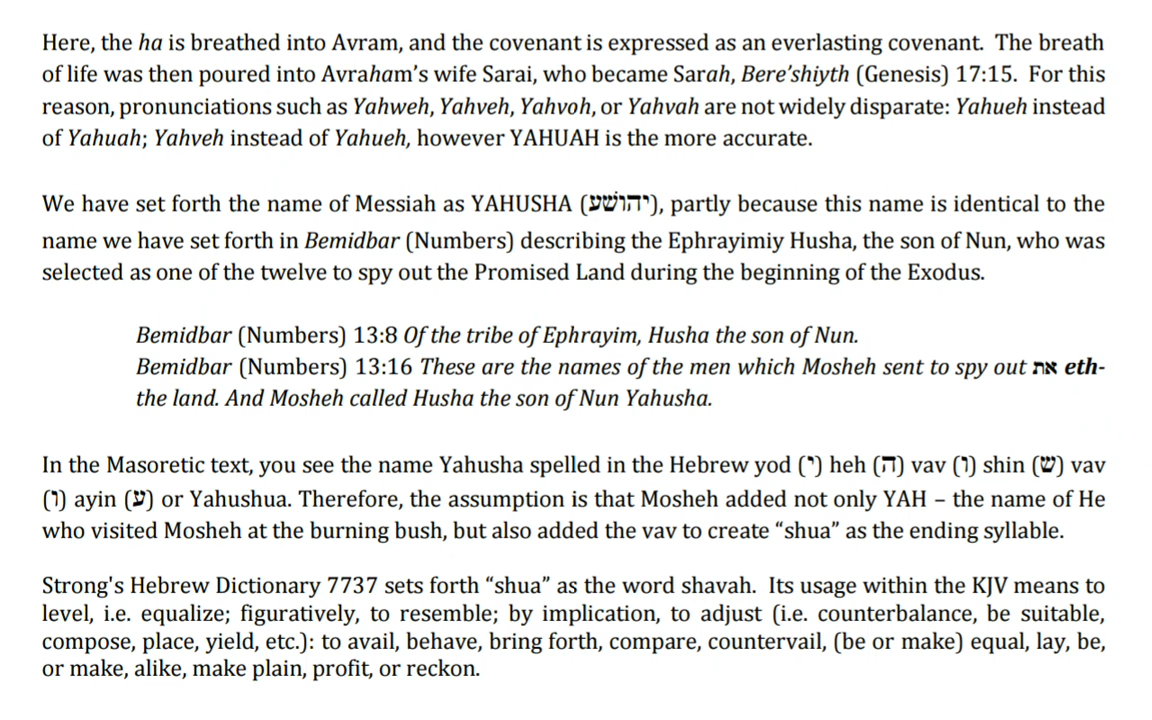 Here, the ha is breathed into Avram, and the covenant is expressed as an everlasting covenant. The breath
of life was then poured into Avraham’s wife Sarai, who became Sarah, Bere’shiyth (Genesis) 17:15. For this
reason, pronunciations such as Yahweh, Yahveh, Yahvoh, or Yahvah are not widely disparate: Yahueh instead
of Yahuah; Yahveh instead of Yahueh, however YAHUAH is the more accurate.
We have set forth the name of Messiah as YAHUSHA (יהושׁע), partly because this name is identical to the
name we have set forth in Bemidbar (Numbers) describing the Ephrayimiy Husha, the son of Nun, who was
selected as one of the twelve to spy out the Promised Land during the beginning of the Exodus.
Bemidbar (Numbers) 13:8 Of the tribe of Ephrayim, Husha the son of Nun.
Bemidbar (Numbers) 13:16 These are the names of the men which Mosheh sent to spy out את eth-
the land. And Mosheh called Husha the son of Nun Yahusha.
In the Masoretic text, you see the name Yahusha spelled in the Hebrew yod (י) heh (ה) vav (ו) shin (שׁ) vav
(ו) ayin (ע) or Yahushua. Therefore, the assumption is that Mosheh added not only YAH – the name of He
who visited Mosheh at the burning bush, but also added the vav to create “shua” as the ending syllable.
Strong's Hebrew Dictionary 7737 sets forth “shua” as the word shavah. Its usage within the KJV means to
level, i.e. equalize; figuratively, to resemble; by implication, to adjust (i.e. counterbalance, be suitable,
compose, place, yield, etc.): to avail, behave, bring forth, compare, countervail, (be or make) equal, lay, be,
or make, alike, make plain, profit, or reckon.